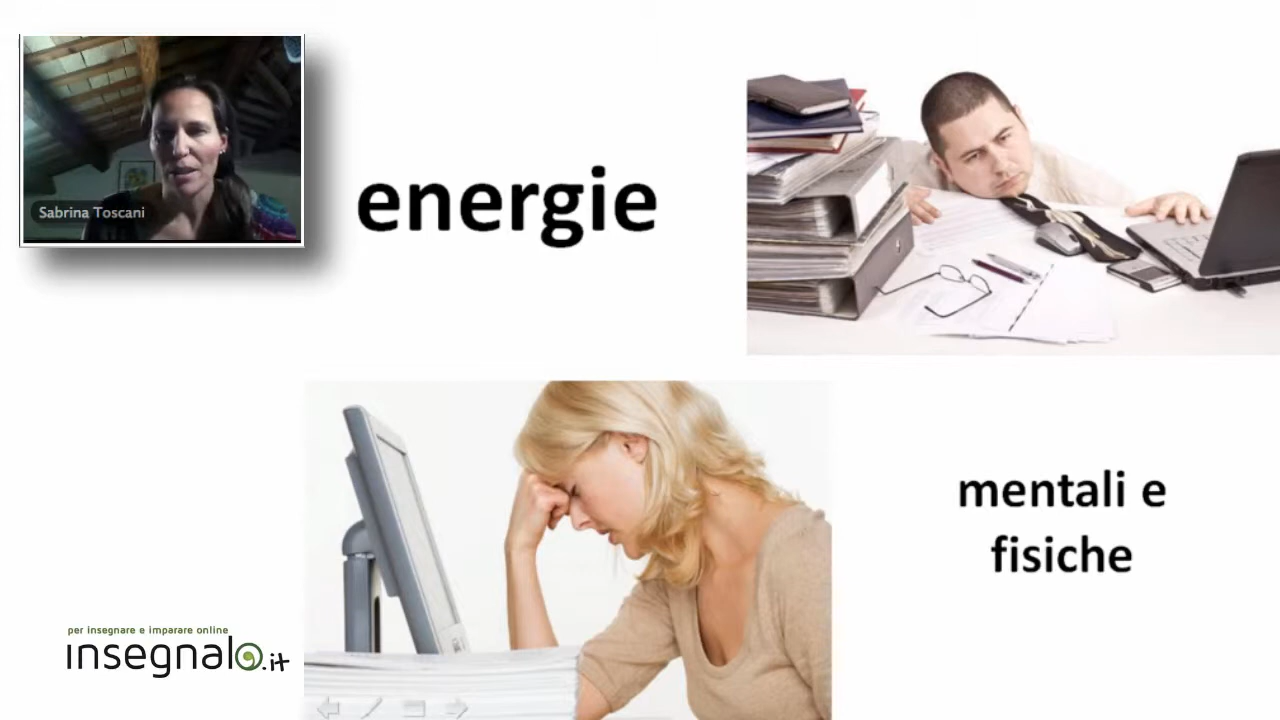 Sabrina Toscani
energie
mentali e
fisiche
per insegnare e imparare online
insegnalo.it